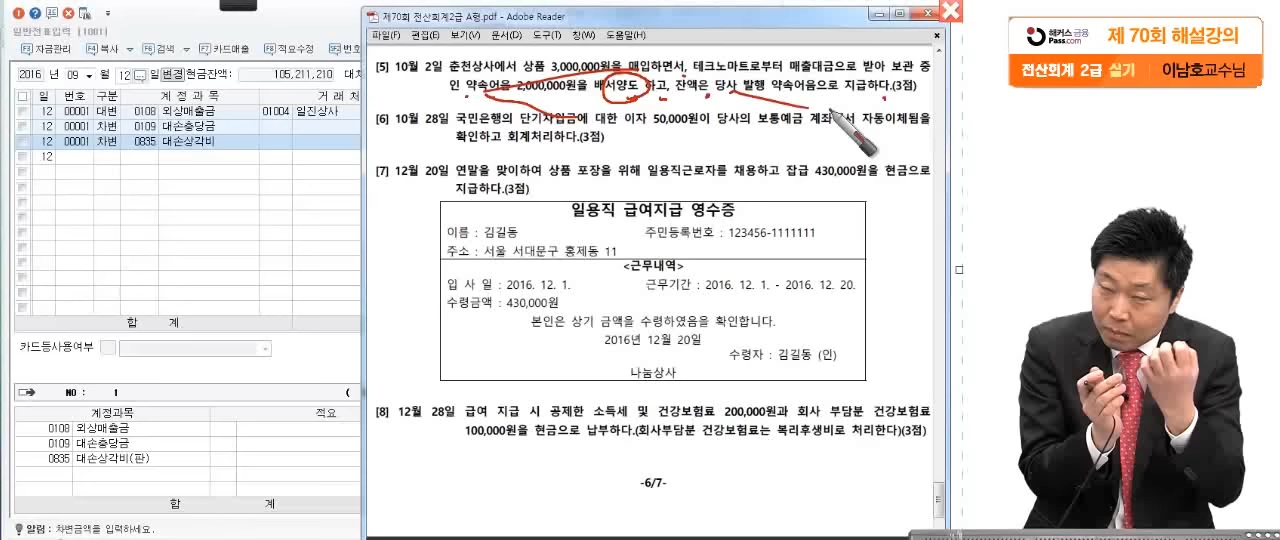 제70회 전산회계2급 A형.pdf - Adobe Reader
파일(F) 편집(E) 보기(V) 문서(D) 도구(T) 창(W) 도움말(H)
일반전표입력 [1001]
F3 자금관리 F4 복사 F6 검색 F7 카드매출 F8 적요수정 F5 번호
2016 년 09 월 12 일 변경 현금잔액: 105,211,210 대차
일 번호 구분 계 정 과 목 거 래 처
12 00001 대변 0108 외상매출금 01004 일진상사
12 00001 차변 0109 대손충당금
12 00001 차변 0835 대손상각비
12
합 계
카드등사용여부
NO : 1 (
계정과목 적요
0108 외상매출금
0109 대손충당금
0835 대손상각비(판)
합 계
알림 : 차변금액을 입력하세요.
[5] 10월 2일 춘천상사에서 상품 3,000,000원을 매입하면서, 테크노마트로부터 매출대금으로 받아 보관 중
인 약속어음 2,000,000원을 배서양도 하고, 잔액은 당사 발행 약속어음으로 지급하다.(3점)
[6] 10월 28일 국민은행의 단기차입금에 대한 이자 50,000원이 당사의 보통예금 계좌에서 자동이체됨을
확인하고 회계처리하다.(3점)
[7] 12월 20일 연말을 맞이하여 상품 포장을 위해 일용직근로자를 채용하고 잡급 430,000원을 현금으로
지급하다.(3점)
일용직 급여지급 영수증
이름 : 김길동 주민등록번호 : 123456-1111111
주소 : 서울 서대문구 홍제동 11
<근무내역>
입 사 일 : 2016. 12. 1. 근무기간 : 2016. 12. 1. - 2016. 12. 20.
수령금액 : 430,000원
본인은 상기 금액을 수령하였음을 확인합니다.
2016년 12월 20일
수령자 : 김길동 (인)
나눔상사
[8] 12월 28일 급여 지급 시 공제한 소득세 및 건강보험료 200,000원과 회사 부담분 건강보험료
100,000원을 현금으로 납부하다.(회사부담분 건강보험료는 복리후생비로 처리한다)(3점)
-6/7-
해커스 금융
Pass.com
제 70회 해설강의
전산회계 2급 실기 이남호교수님